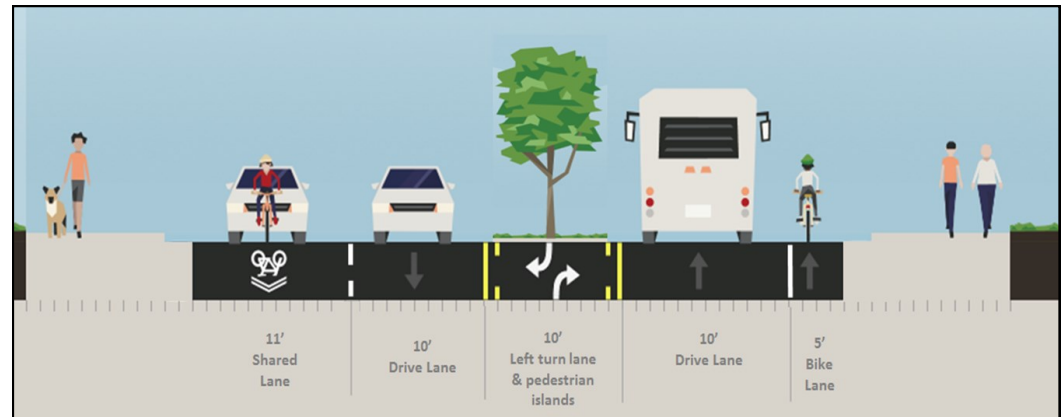 11’
Shared
Lane
10’
Drive Lane
10’
Left turn lane
& pedestrian
islands
10’
Drive Lane
5’
Bike
Lane